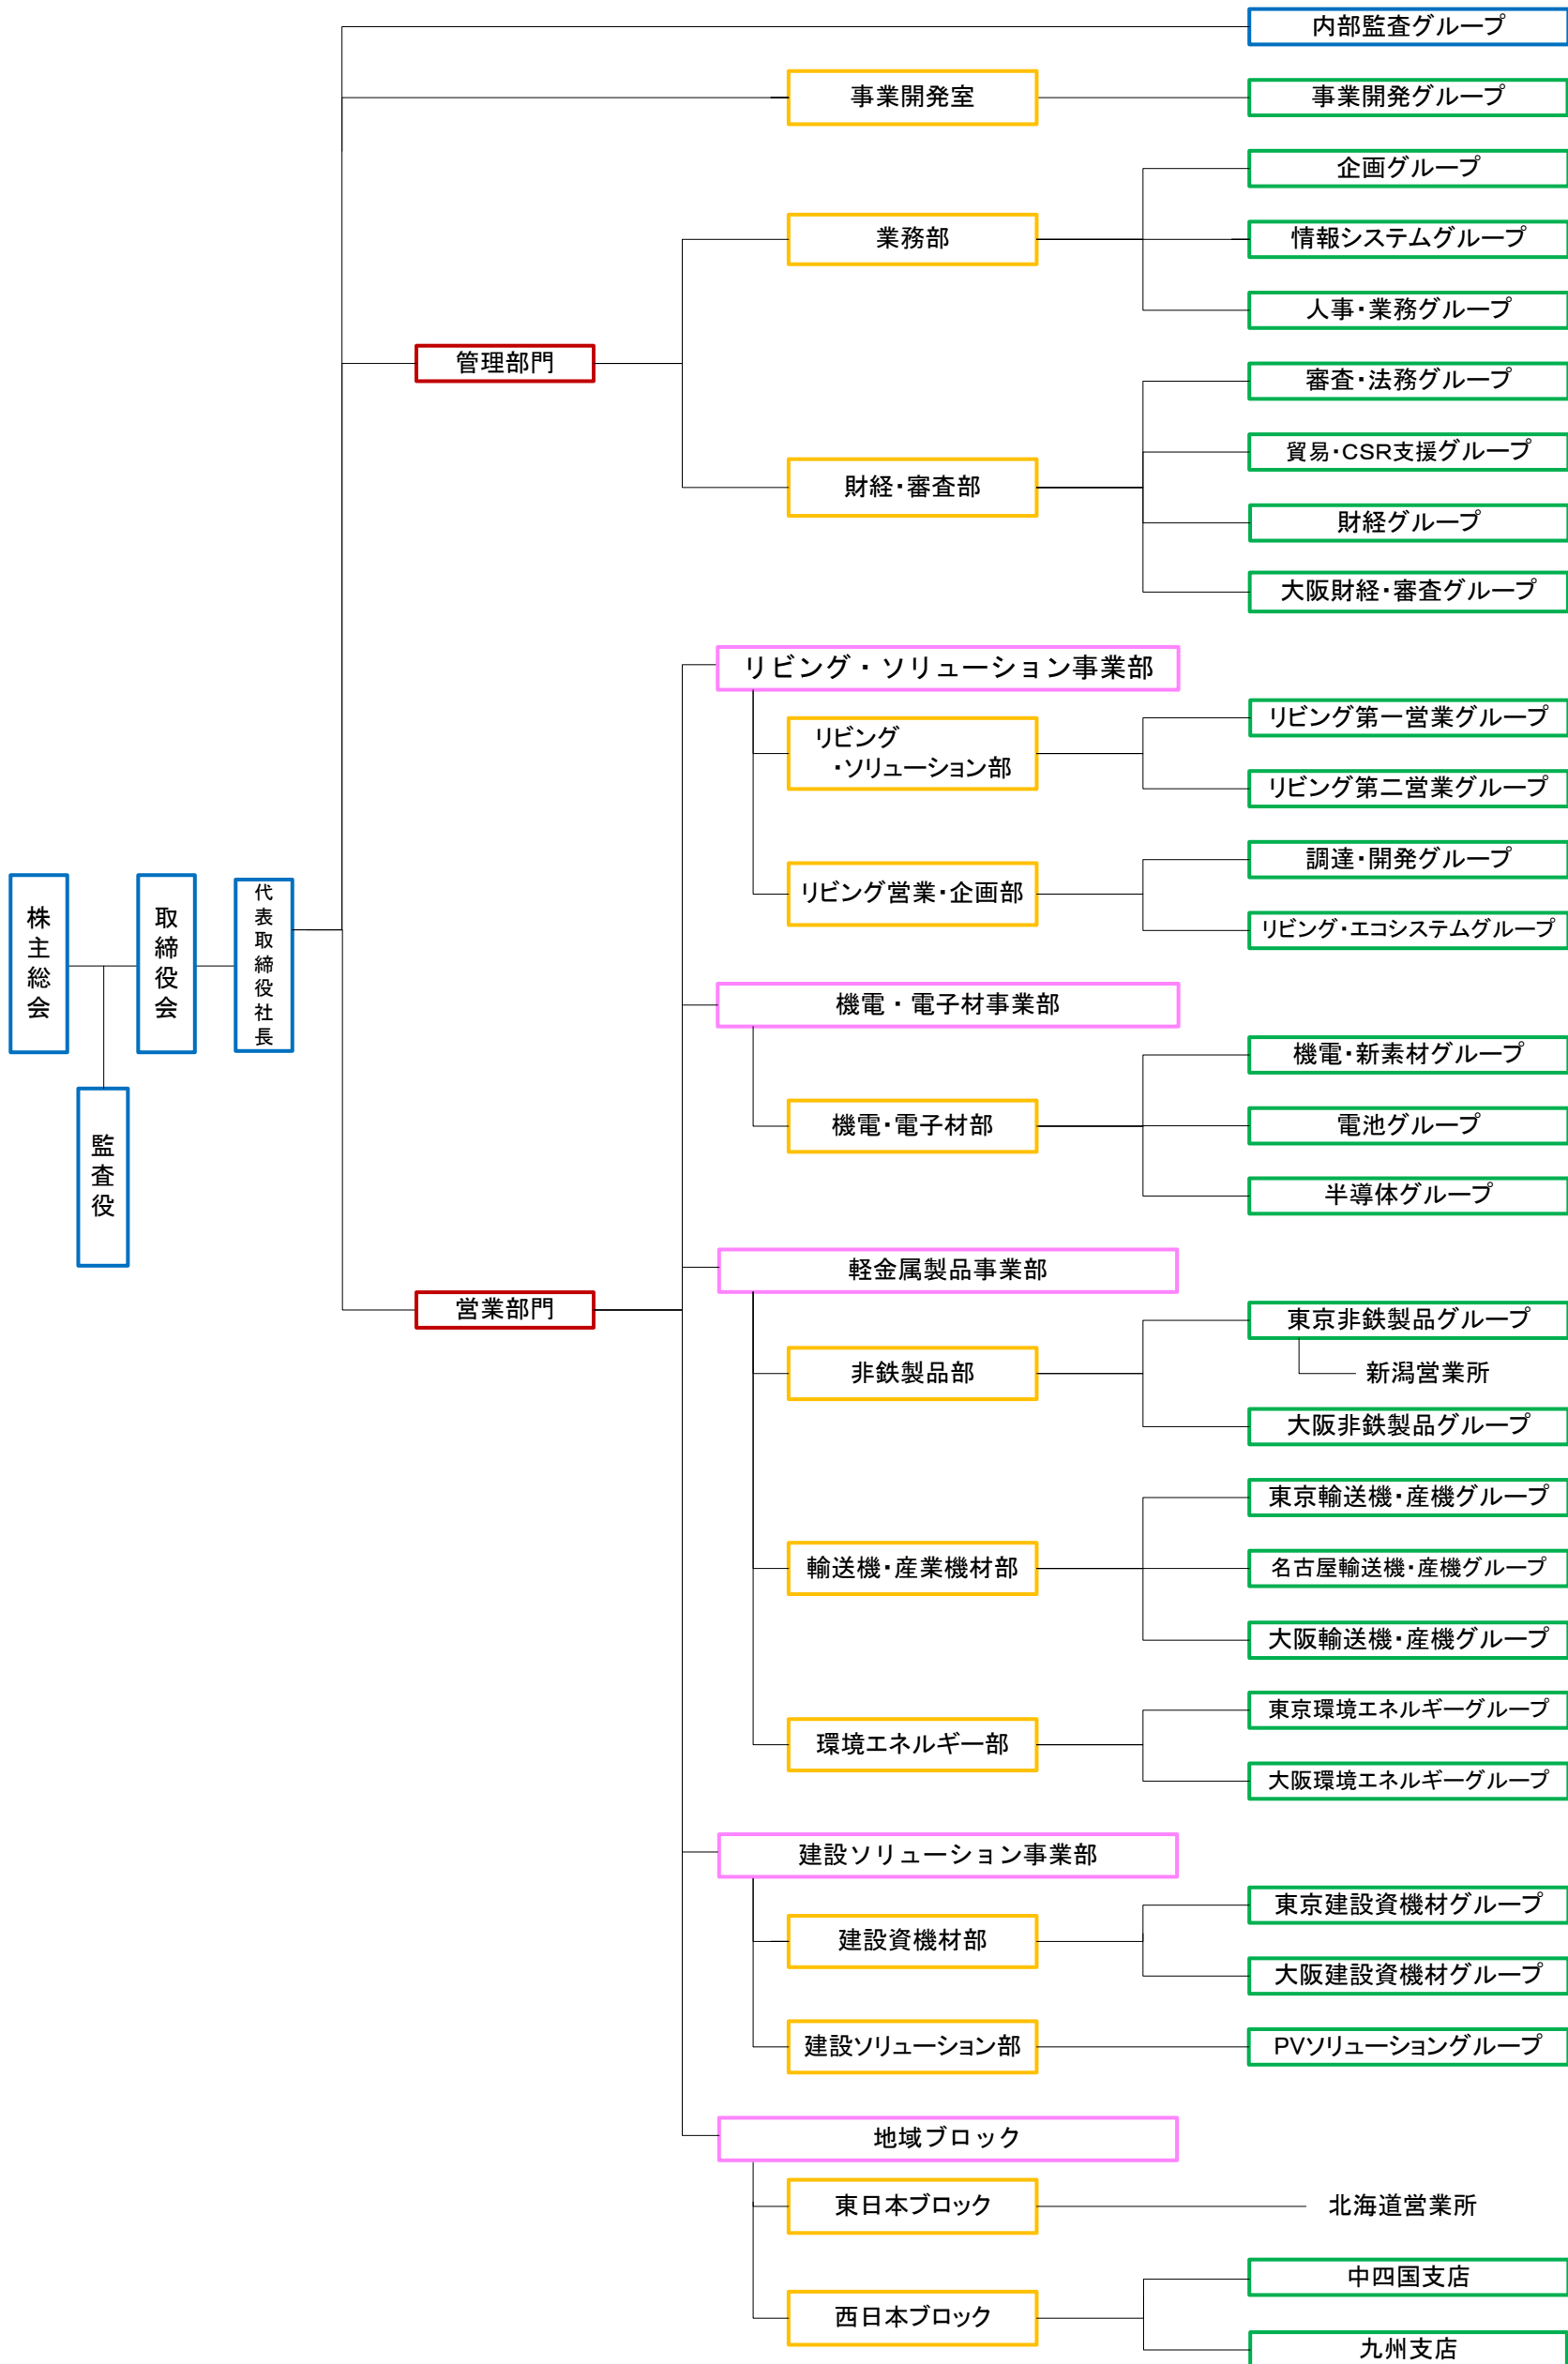 内部監査グループ
事業開発室
事業開発グループ
企画グループ
業務部
情報システムグループ
人事・業務グループ
管理部門
審査・法務グループ
貿易・CSR支援グループ
財経・審査部
財経グループ
大阪財経・審査グループ
リビング・ソリューション事業部
リビング第一営業グループ
リビング
・ソリューション部
リビング第二営業グループ
調達・開発グループ
リビング営業・企画部
リビング・エコシステムグループ
株主総会
取締役会
代表取締役社長
監査役
機電・電子材事業部
機電・新素材グループ
機電・電子材部
電池グループ
半導体グループ
軽金属製品事業部
営業部門
東京非鉄製品グループ
非鉄製品部
新潟営業所
大阪非鉄製品グループ
東京輸送機・産機グループ
輸送機・産業機材部
名古屋輸送機・産機グループ
大阪輸送機・産機グループ
東京環境エネルギーグループ
環境エネルギー部
大阪環境エネルギーグループ
建設ソリューション事業部
東京建設資機材グループ
建設資機材部
大阪建設資機材グループ
建設ソリューション部
PVソリューショングループ
地域ブロック
東日本ブロック
北海道営業所
中四国支店
西日本ブロック
九州支店